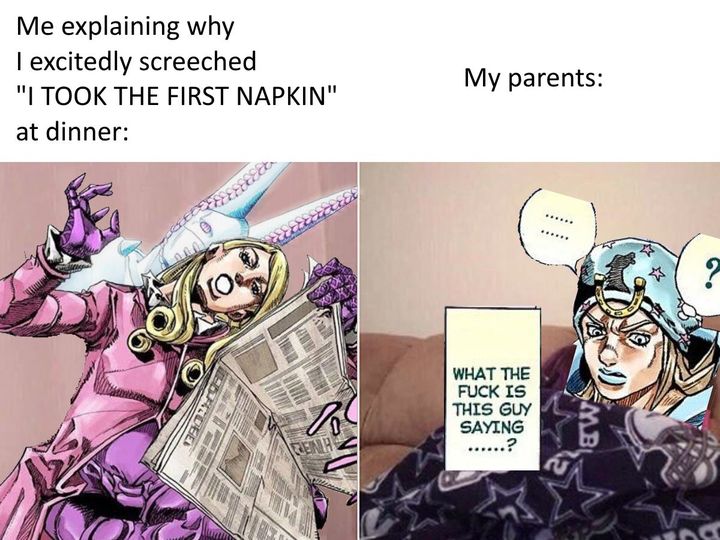 Me explaining why
I excitedly screeched
"I TOOK THE FIRST NAPKIN"
at dinner:
My parents:
......
......
?
WHAT THE
FUCK IS
THIS GUY
SAYING
......?